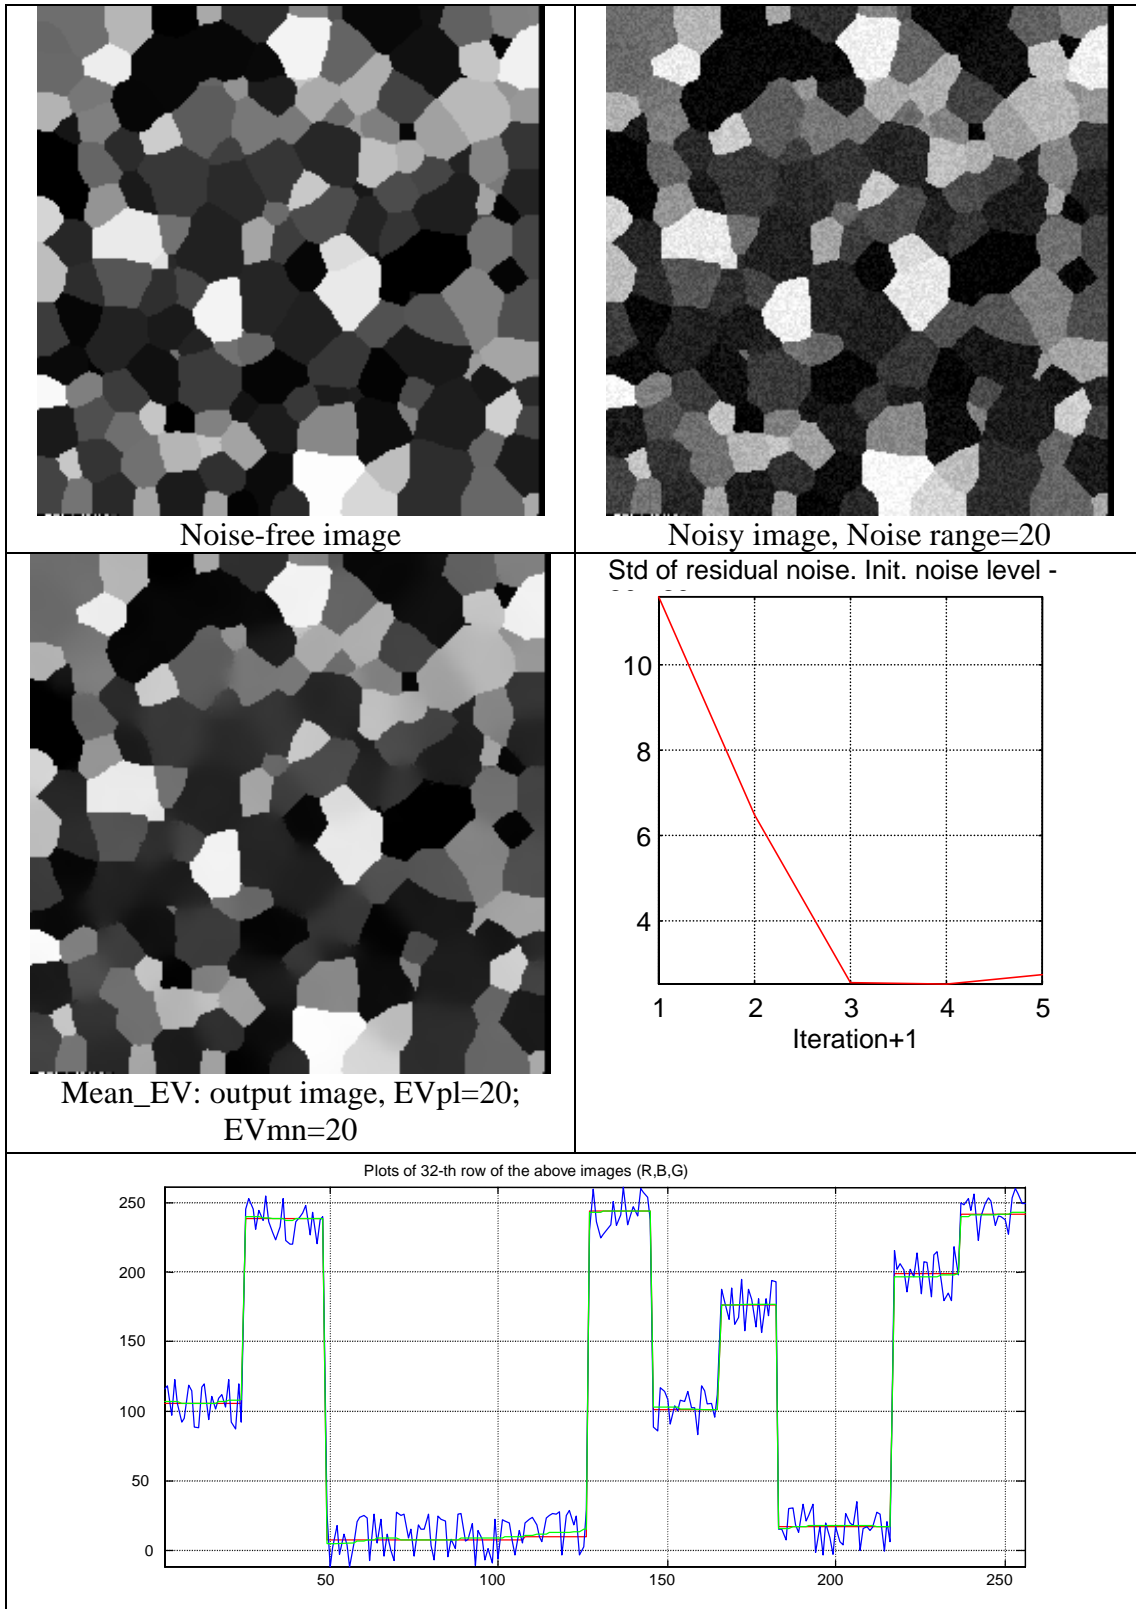 Noise-free image
Noisy image, Noise range=20
Std of residual noise. Init. noise level -
10
8
6
4
1 2 3 4 5
Iteration+1
Mean_EV: output image, EVpl=20;
EVmn=20
Plots of 32-th row of the above images (R,B,G)
250
200
150
100
50
0
50 100 150 200 250